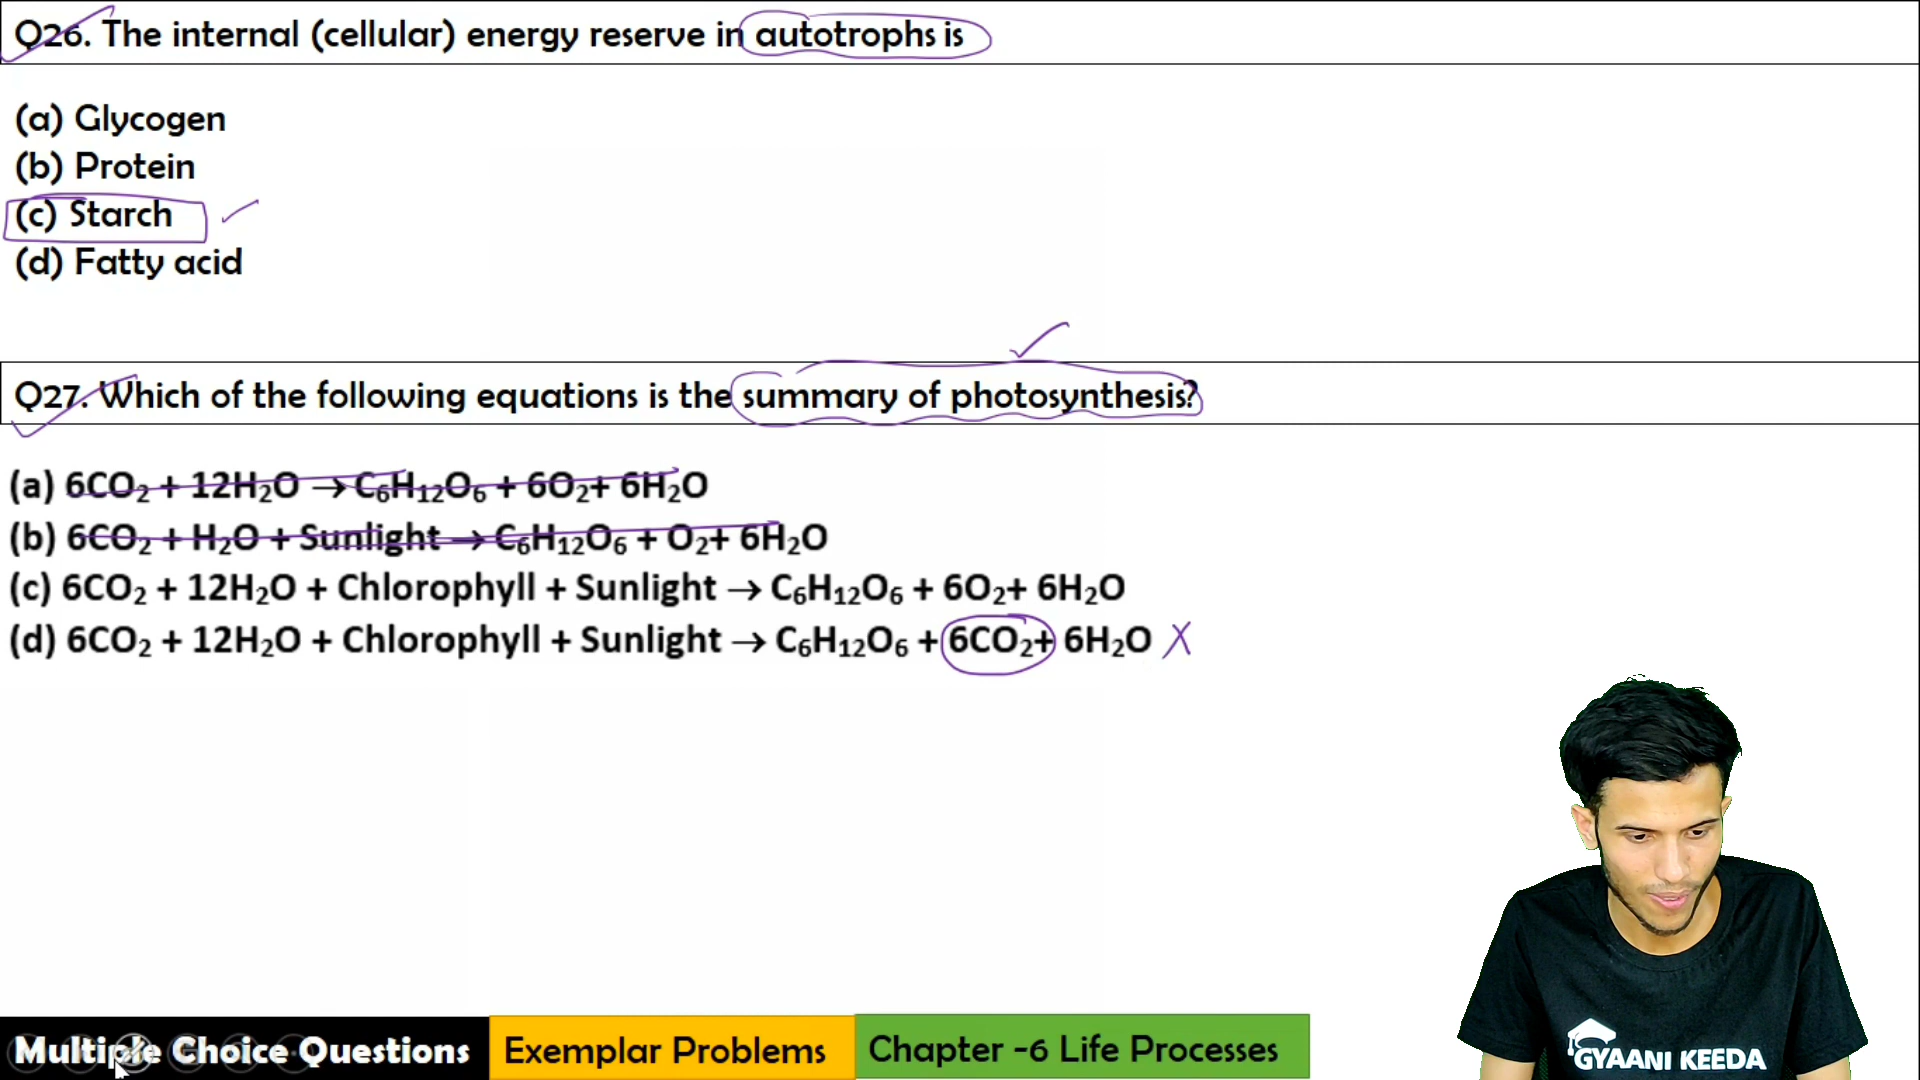 Q26. The internal (cellular) energy reserve in autotrophs is
(a) Glycogen
(b) Protein
(c) Starch
(d) Fatty acid
Q27. Which of the following equations is the summary of photosynthesis?
(a) 6CO₂ + 12H₂O → C₆H₁₂O₆ + 6O₂+ 6H₂O
(b) 6CO₂ + H₂O + Sunlight → C₆H₁₂O₆ + O₂+ 6H₂O
(c) 6CO₂ + 12H₂O + Chlorophyll + Sunlight → C₆H₁₂O₆ + 6O₂+ 6H₂O
(d) 6CO₂ + 12H₂O + Chlorophyll + Sunlight → C₆H₁₂O₆ + 6CO₂+ 6H₂O X
GYAANI KEEDA
Multiple Choice Questions Exemplar Problems Chapter -6 Life Processes